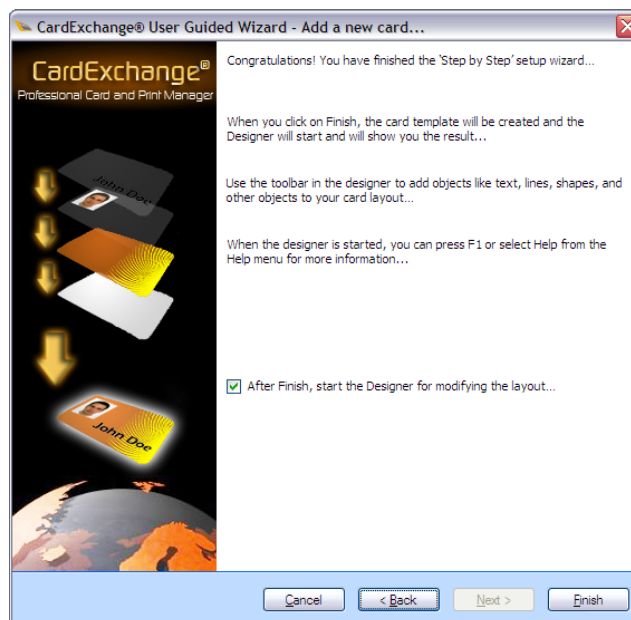 CardExchange® User Guided Wizard - Add a new card...
CardExchange®
Professional Card and Print Manager
Congratulations! You have finished the 'Step by Step' setup wizard...
When you click on Finish, the card template will be created and the
Designer will start and will show you the result...
Use the toolbar in the designer to add objects like text, lines, shapes, and
other objects to your card layout...
When the designer is started, you can press F1 or select Help from the
Help menu for more information...
John Doe
After Finish, start the Designer for modifying the layout...
John Doe
Cancel
< Back
Next >
Finish